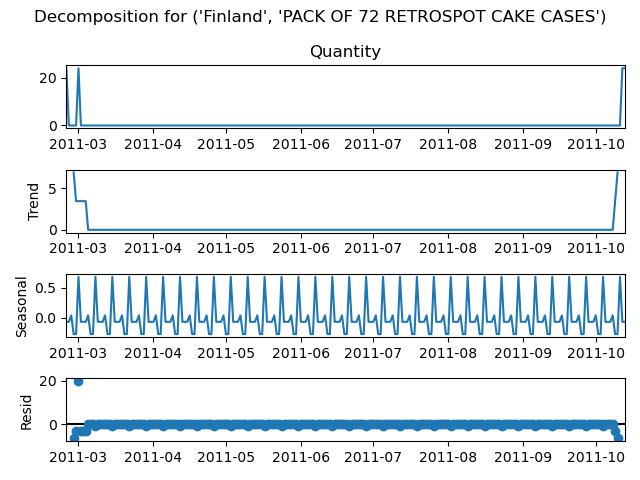 Decomposition for ('Finland', 'PACK OF 72 RETROSPOT CAKE CASES')
Quantity
20
0
2011-03 2011-04 2011-05 2011-06 2011-07 2011-08 2011-09 2011-10
Trend
5
0
2011-03 2011-04 2011-05 2011-06 2011-07 2011-08 2011-09 2011-10
Seasonal
0.5
0.0
2011-03 2011-04 2011-05 2011-06 2011-07 2011-08 2011-09 2011-10
Resid
20
0
2011-03 2011-04 2011-05 2011-06 2011-07 2011-08 2011-09 2011-10